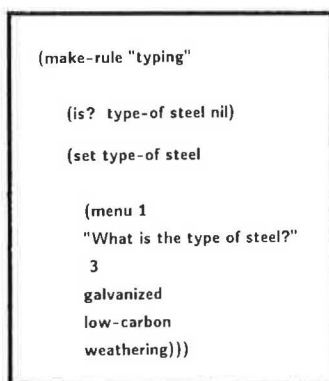 (make-rule "typing"
(is? type-of steel nil)
(set type-of steel
(menu 1
"What is the type of steel?"
3
galvanized
low-carbon
weathering)))